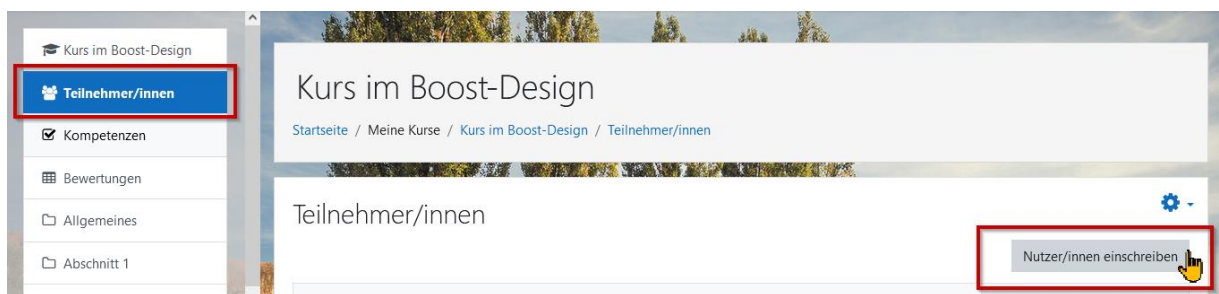 Kurs im Boost-Design
Teilnehmer/innen
Kompetenzen
Bewertungen
Allgemeines
Abschnitt 1
Kurs im Boost-Design
Startseite / Meine Kurse / Kurs im Boost-Design / Teilnehmer/innen
Teilnehmer/innen
Nutzer/innen einschreiben